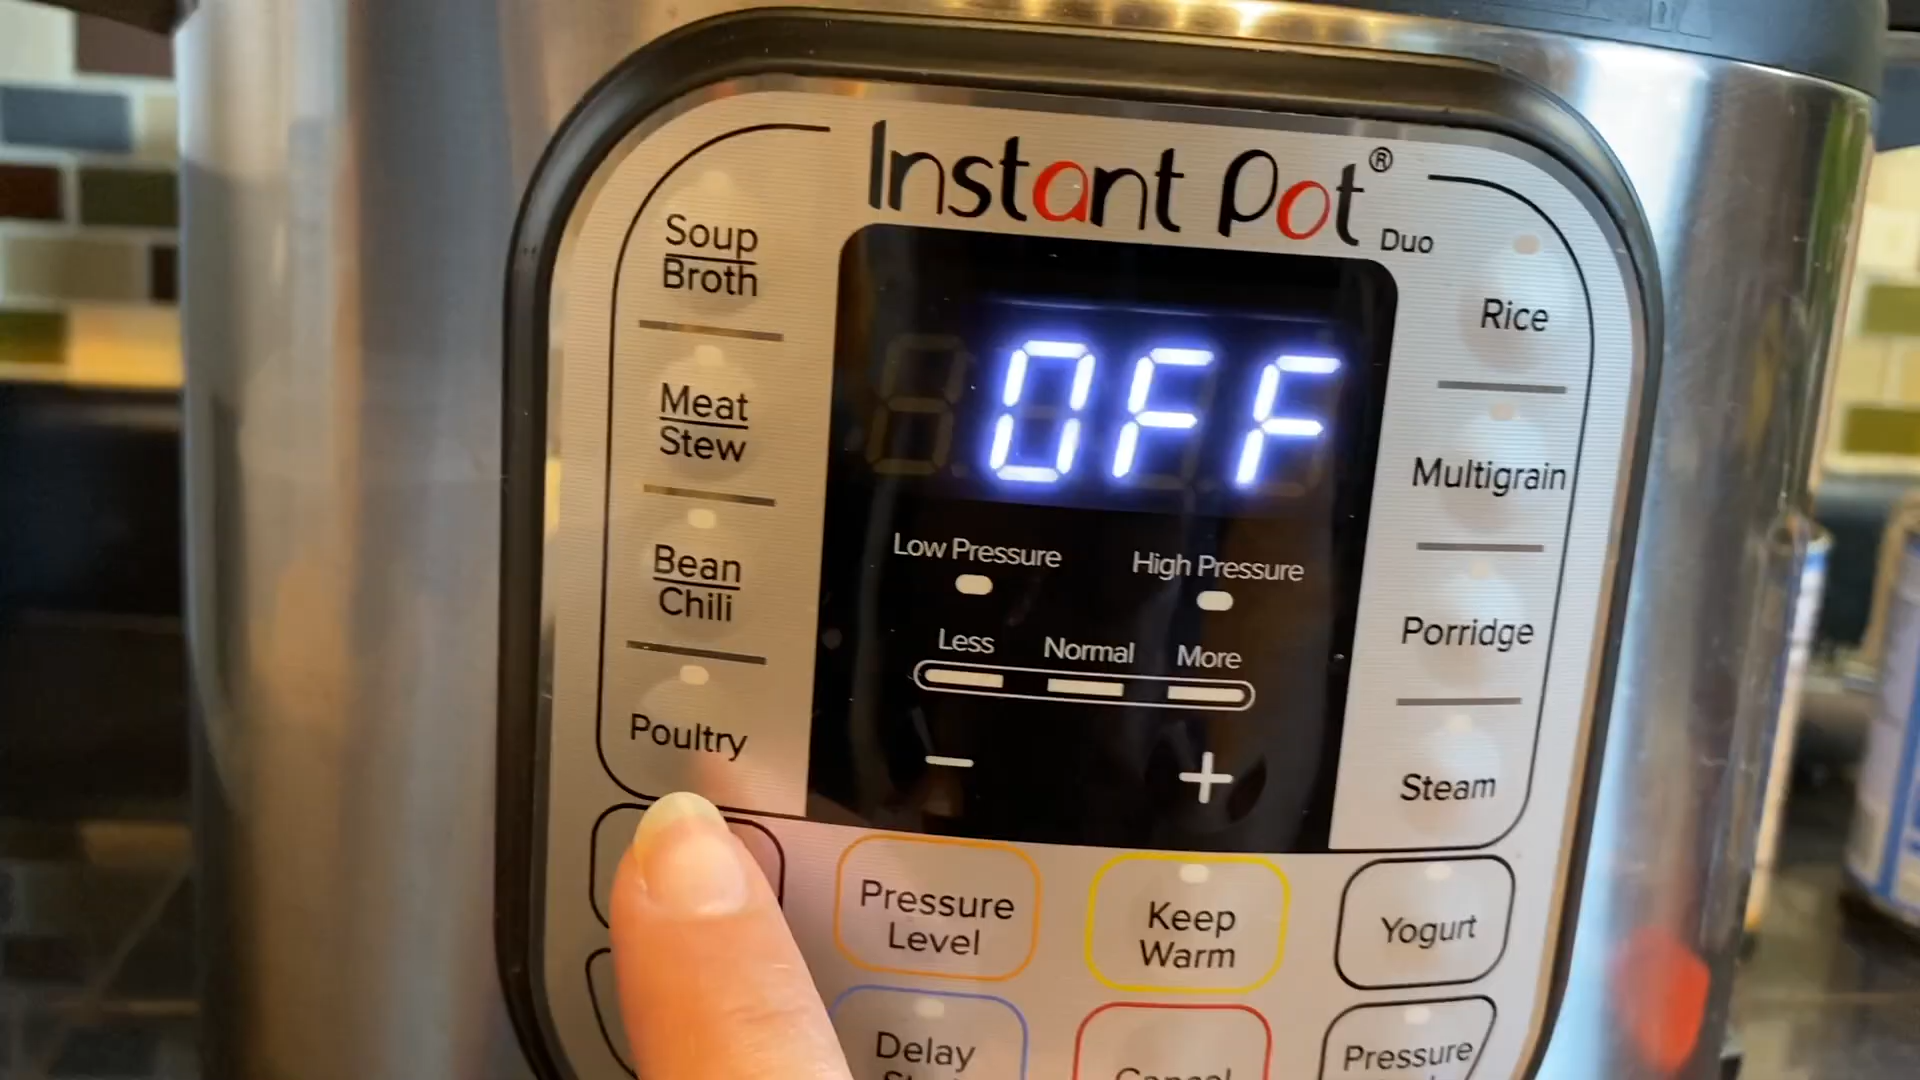 Instant Pot® Duo
Soup
Broth
Meat
Stew
Bean
Chili
Poultry
OFF
Low Pressure
High Pressure
Less Normal More
− +
Rice
Multigrain
Porridge
Steam
Pressure
Level
Keep
Warm
Yogurt
Delay
Cancel
Pressure